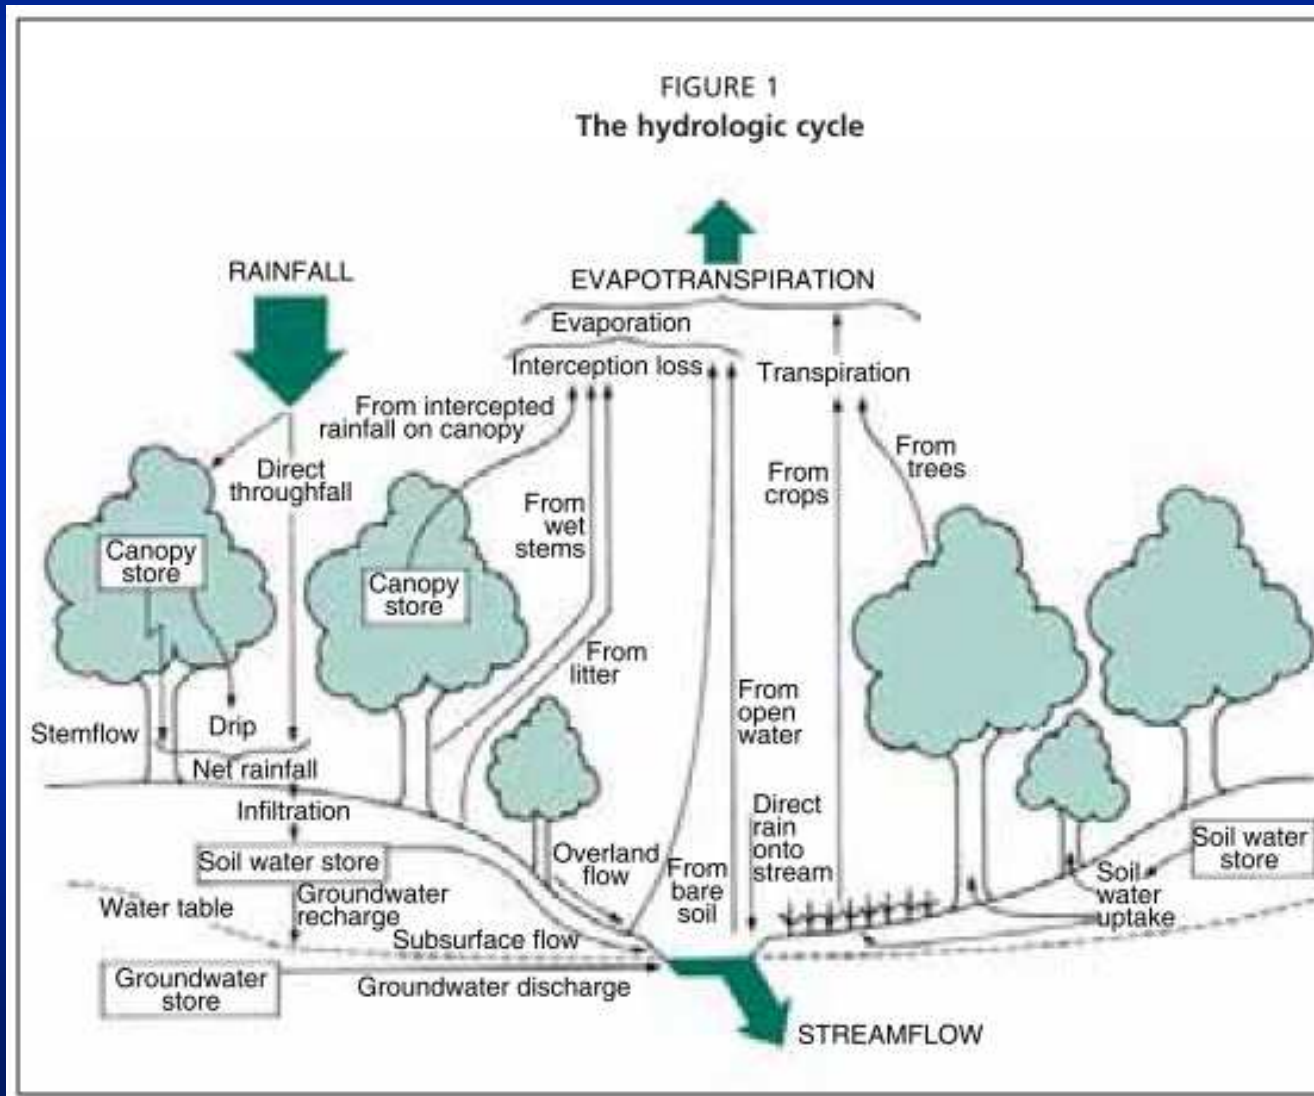 FIGURE 1
The hydrologic cycle
RAINFALL
EVAPOTRANSPIRATION
Evaporation
Interception loss
Transpiration
From intercepted
rainfall on canopy
Direct
throughfall
From
wet
stems
From
crops
From
trees
Canopy
store
Canopy
store
From
litter
From
open
water
Stemflow
Drip
Net rainfall
Infiltration
Soil water store
Overland
flow
From
bare
soil
Direct
rain
onto
stream
Soil water
store
Soil
water
uptake
Water table
Groundwater
recharge
Subsurface flow
Groundwater
store
Groundwater discharge
STREAMFLOW